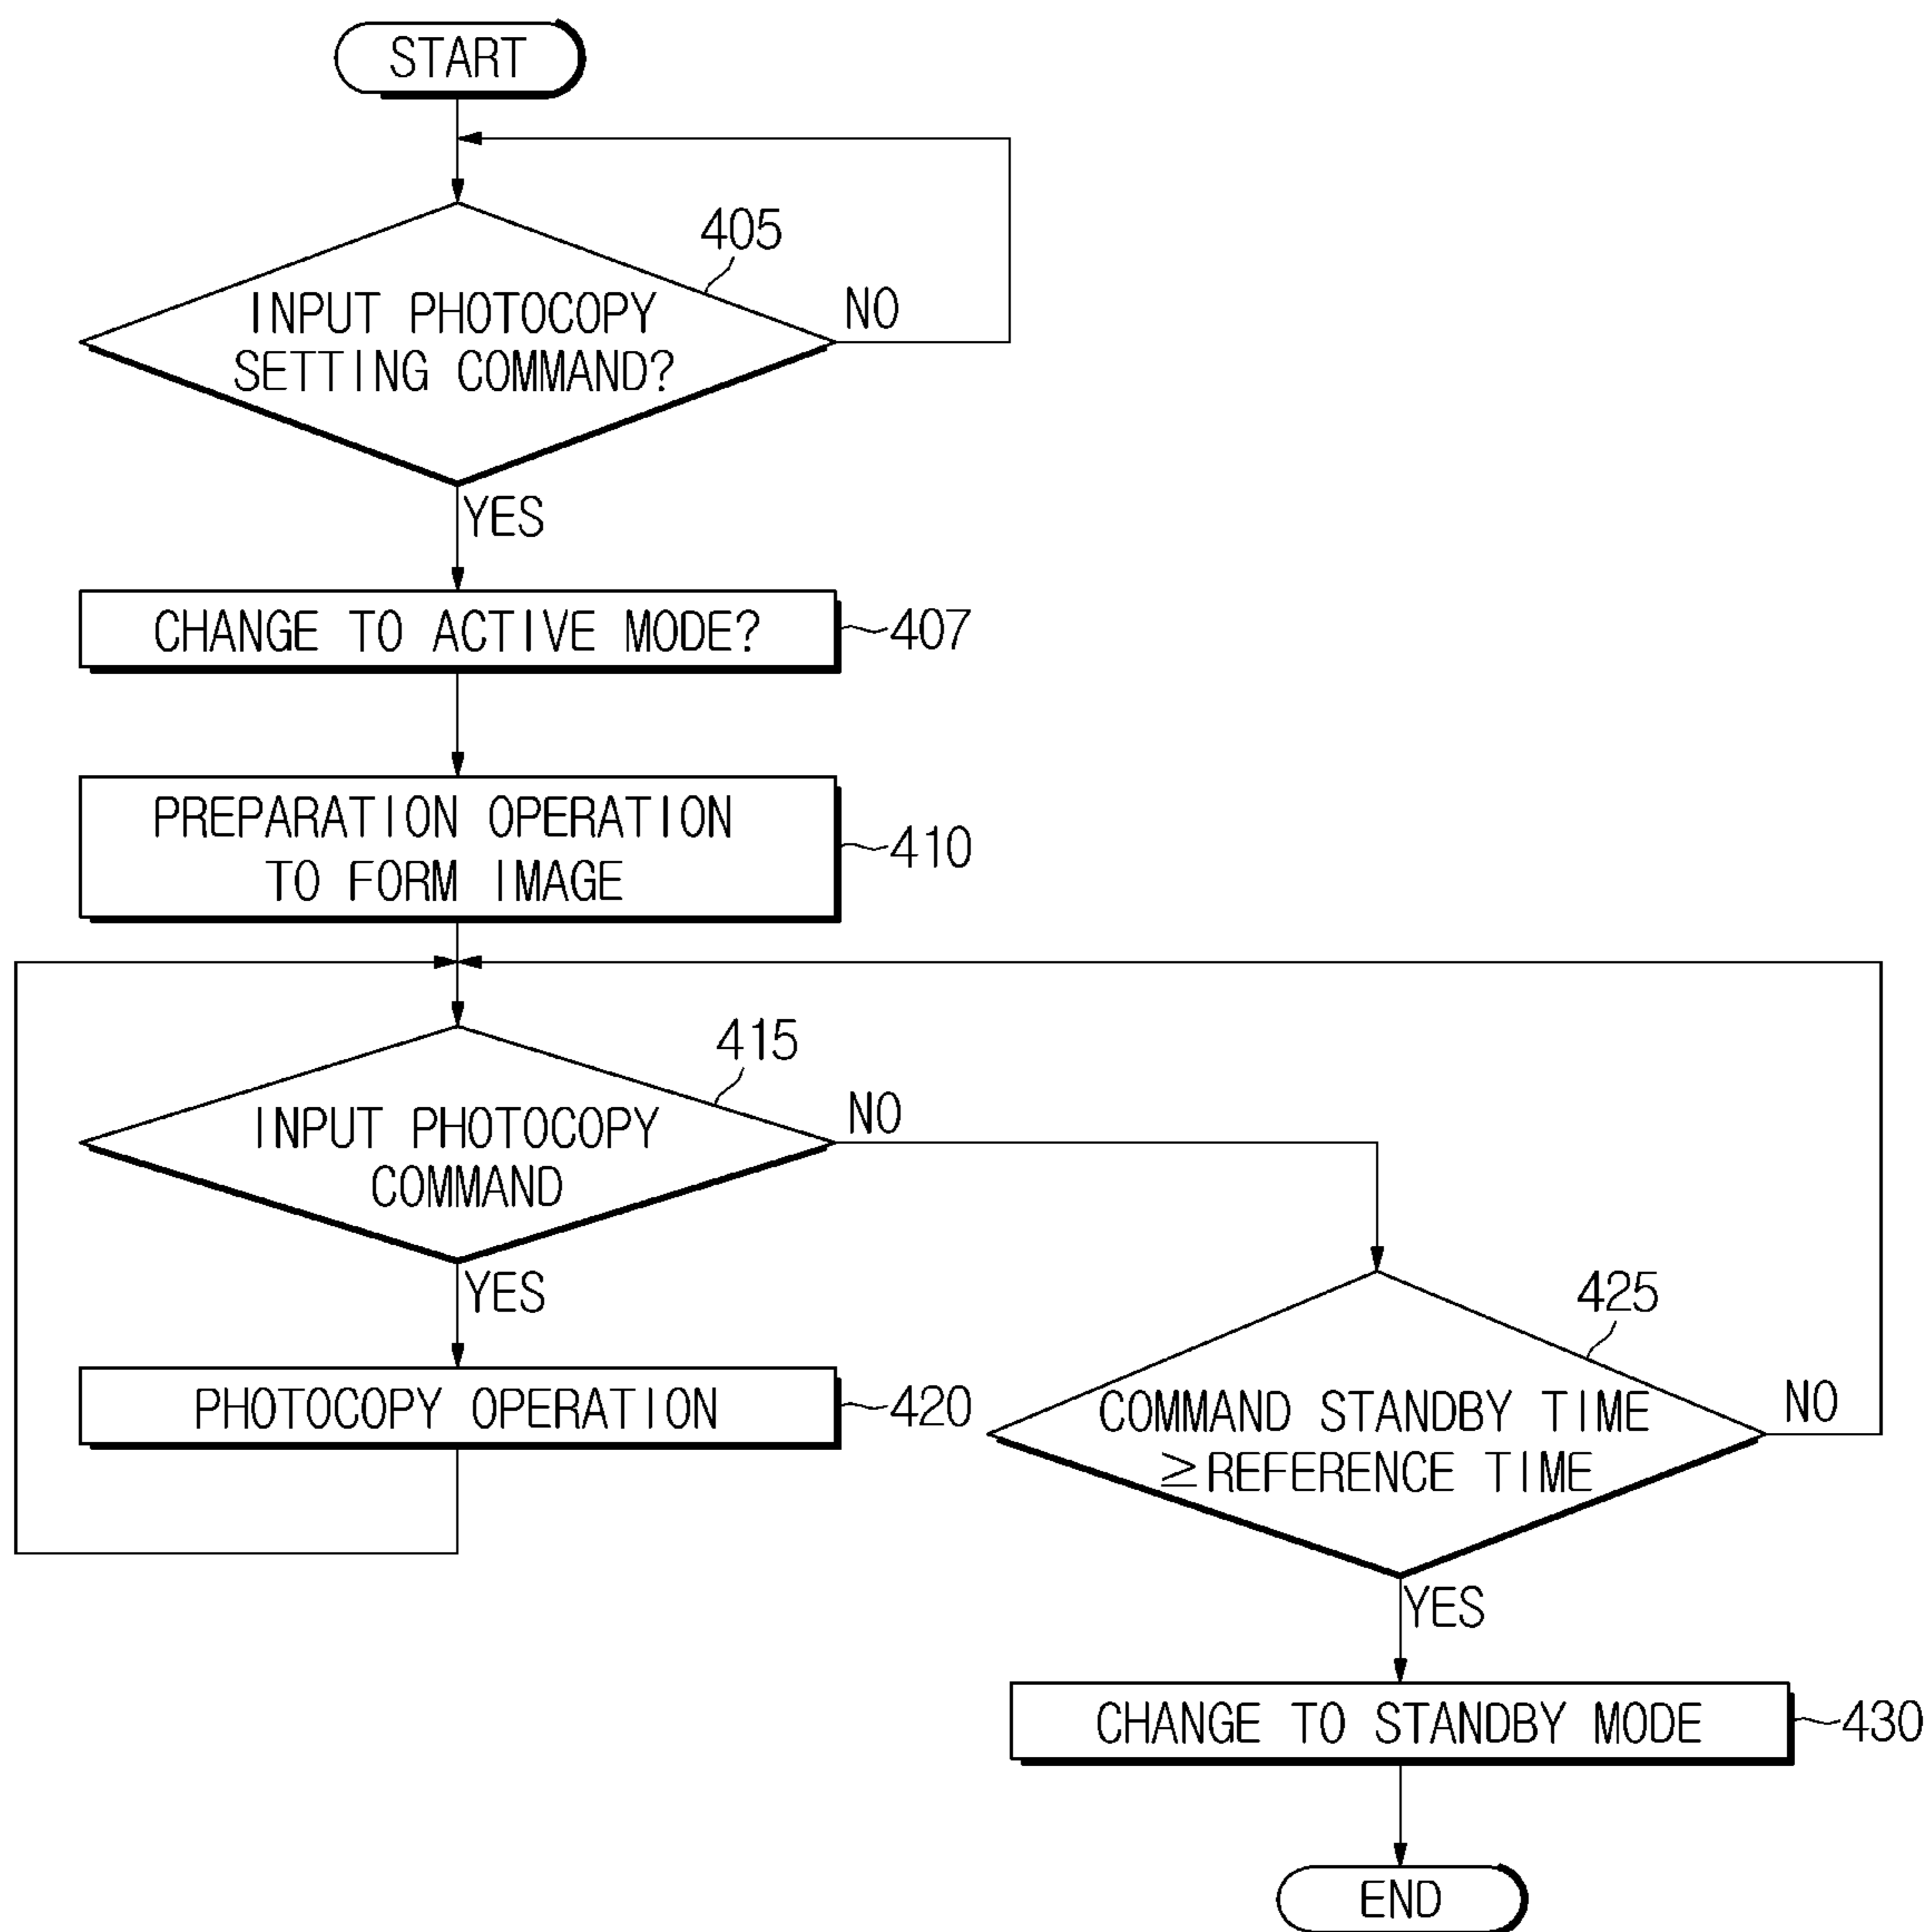 START
405
INPUT PHOTOCOPY
SETTING COMMAND?
NO
YES
CHANGE TO ACTIVE MODE?
407
PREPARATION OPERATION
TO FORM IMAGE
410
415
INPUT PHOTOCOPY
COMMAND
NO
YES
PHOTOCOPY OPERATION
420
425
COMMAND STANDBY TIME
≥REFERENCE TIME
NO
YES
CHANGE TO STANDBY MODE
430
END